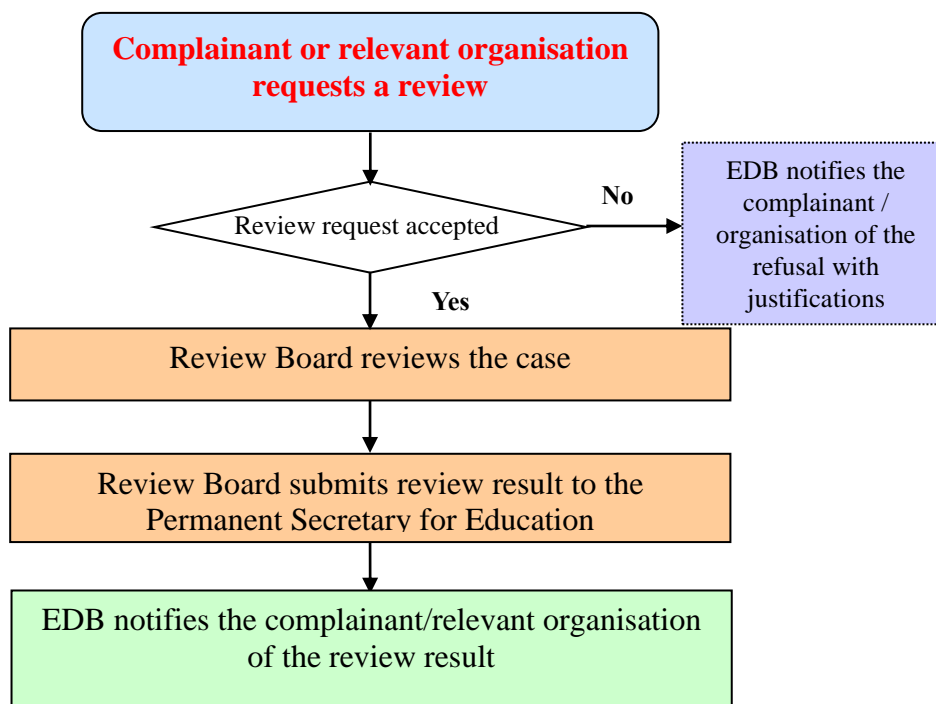 Complainant or relevant organisation
requests a review
Review request accepted
No
EDB notifies the
complainant /
organisation of the
refusal with
justifications
Yes
Review Board reviews the case
Review Board submits review result to the
Permanent Secretary for Education
EDB notifies the complainant/relevant organisation
of the review result